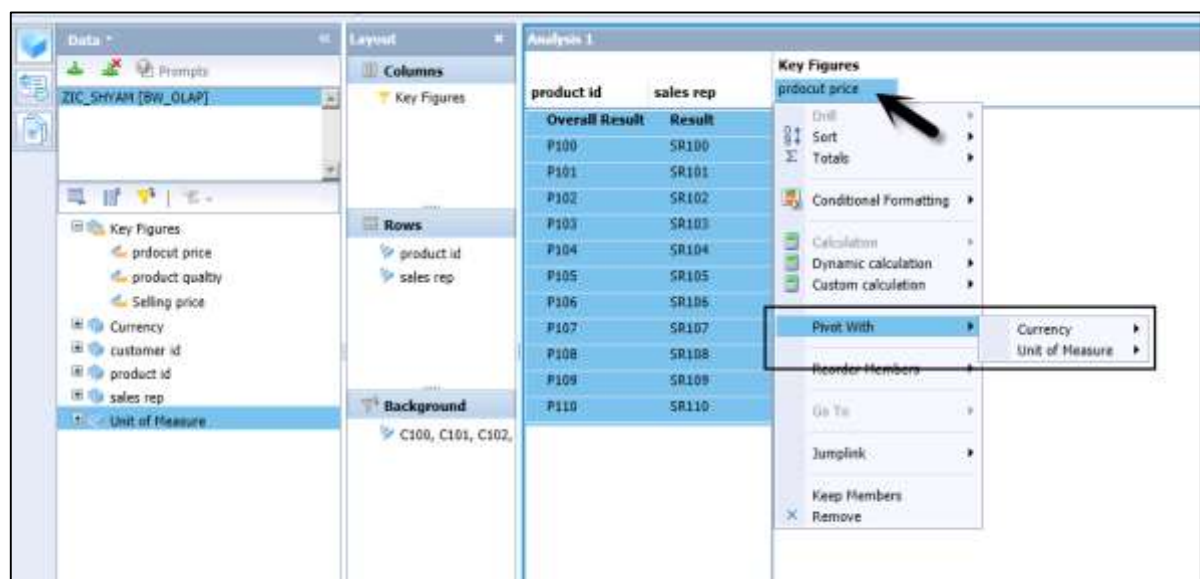 Data
Prompts
ZIC_SHYAM [BW_OLAP]
Key Figures
prdocut price
product qualtiy
Selling price
Currency
customer id
product id
sales rep
Unit of Measure
Layout
Columns
Key Figures
Rows
product id
sales rep
Background
C100, C101, C102,
Analysis 1
Key Figures
product id sales rep prdocut price
Overall Result Result
P100 SR100
P101 SR101
P102 SR102
P103 SR103
P104 SR104
P105 SR105
P106 SR106
P107 SR107
P108 SR108
P109 SR109
P110 SR110
Drill
Sort
Totals
Conditional Formatting
Calculation
Dynamic calculation
Custom calculation
Pivot With
Currency
Unit of Measure
Reorder Members
Go To
Jumplink
Keep Members
Remove